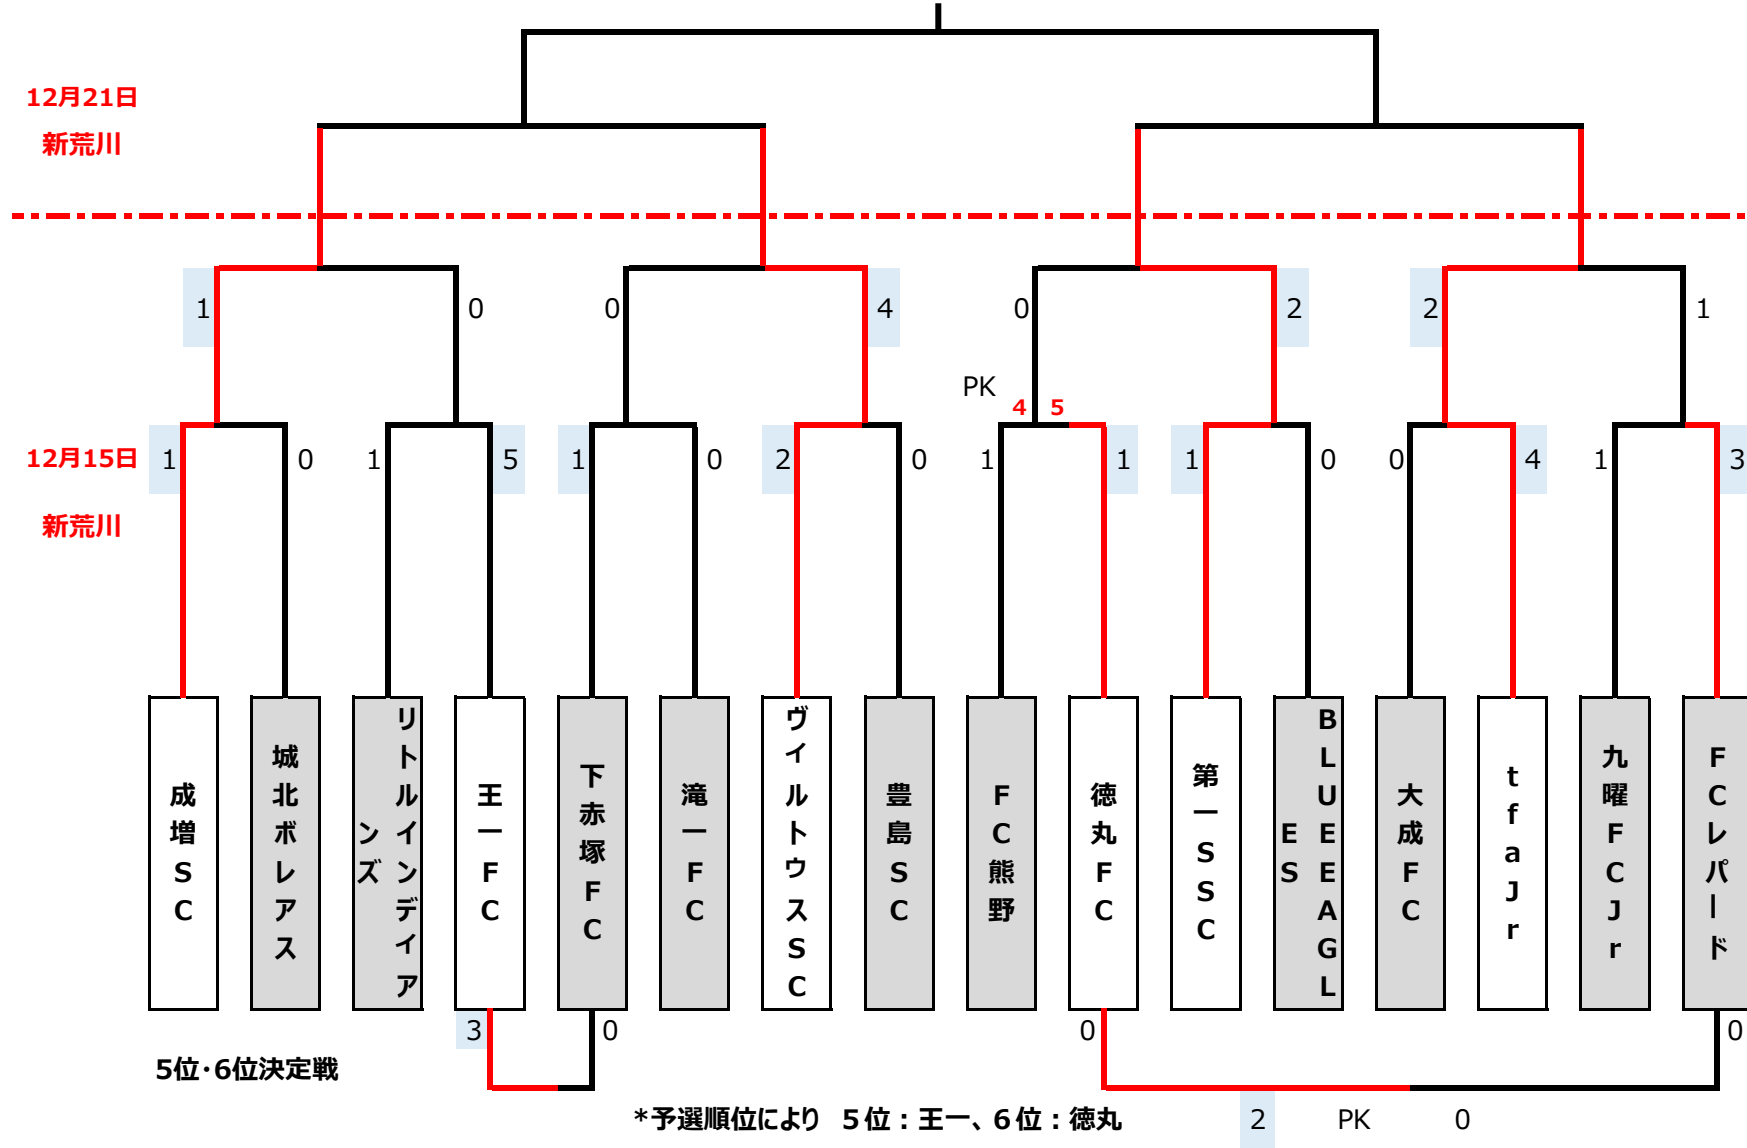 12月21日
新荒川
1
0
0
4
0
2
2
1
PK
4 5
12月15日
1
0
1
5
1
0
2
0
1
1
1
0
0
4
1
3
新荒川
成増SC
城北ボレアス
リトルインディアンズ
王一FC
下赤塚FC
滝一FC
ヴィルトウスSC
豊島SC
FC熊野
徳丸FC
第一SSC
BLUEEAGLES
大成FC
tfaJr
九曜FCJr
FCレパード
3
0
0
0
5位･6位決定戦
*予選順位により 5位：王一、6位：徳丸
2 PK 0